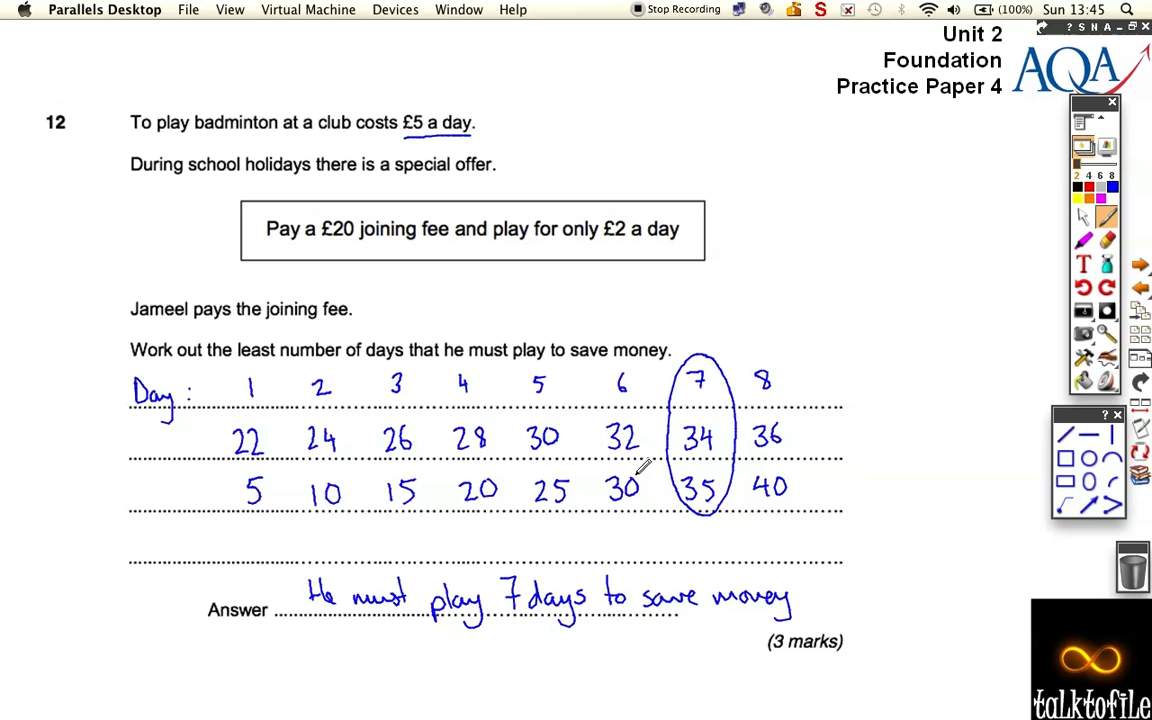 Parallels Desktop File View Virtual Machine Devices Window Help Stop Recording S (100%) Sun 13:45
Unit 2
Foundation
Practice Paper 4
AQA
? S N A
12 To play badminton at a club costs £5 a day.
During school holidays there is a special offer.
Pay a £20 joining fee and play for only £2 a day
Jameel pays the joining fee.
Work out the least number of days that he must play to save money.
Day: 1 2 3 4 5 6 7 8
22 24 26 28 30 32 34 36
5 10 15 20 25 30 35 40
Answer He must play 7 days to save money
(3 marks)
2 4 6 8
T
?
talktofile